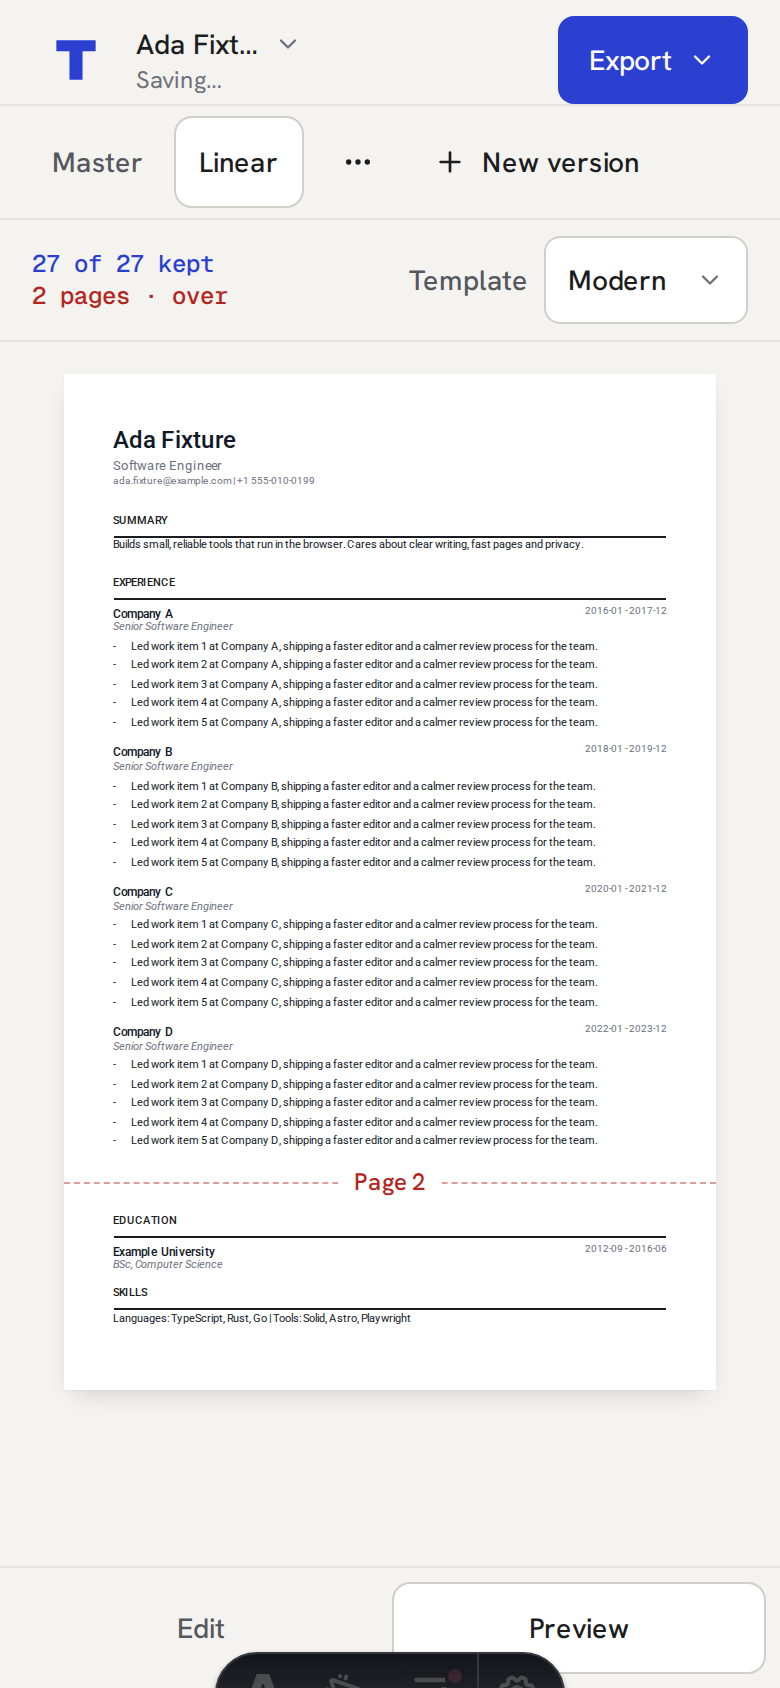 T
Ada Fixt...
Saving...
Export
Master
Linear
New version
27 of 27 kept
2 pages · over
Template
Modern
Ada Fixture
Software Engineer
ada.fixture@example.com | +1 555-010-0199
SUMMARY
Builds small, reliable tools that run in the browser. Cares about clear writing, fast pages and privacy.
EXPERIENCE
Company A 2016-01 - 2017-12
Senior Software Engineer
- Led work item 1 at Company A, shipping a faster editor and a calmer review process for the team.
- Led work item 2 at Company A, shipping a faster editor and a calmer review process for the team.
- Led work item 3 at Company A, shipping a faster editor and a calmer review process for the team.
- Led work item 4 at Company A, shipping a faster editor and a calmer review process for the team.
- Led work item 5 at Company A, shipping a faster editor and a calmer review process for the team.
Company B 2018-01 - 2019-12
Senior Software Engineer
- Led work item 1 at Company B, shipping a faster editor and a calmer review process for the team.
- Led work item 2 at Company B, shipping a faster editor and a calmer review process for the team.
- Led work item 3 at Company B, shipping a faster editor and a calmer review process for the team.
- Led work item 4 at Company B, shipping a faster editor and a calmer review process for the team.
- Led work item 5 at Company B, shipping a faster editor and a calmer review process for the team.
Company C 2020-01 - 2021-12
Senior Software Engineer
- Led work item 1 at Company C, shipping a faster editor and a calmer review process for the team.
- Led work item 2 at Company C, shipping a faster editor and a calmer review process for the team.
- Led work item 3 at Company C, shipping a faster editor and a calmer review process for the team.
- Led work item 4 at Company C, shipping a faster editor and a calmer review process for the team.
- Led work item 5 at Company C, shipping a faster editor and a calmer review process for the team.
Company D 2022-01 - 2023-12
Senior Software Engineer
- Led work item 1 at Company D, shipping a faster editor and a calmer review process for the team.
- Led work item 2 at Company D, shipping a faster editor and a calmer review process for the team.
- Led work item 3 at Company D, shipping a faster editor and a calmer review process for the team.
- Led work item 4 at Company D, shipping a faster editor and a calmer review process for the team.
- Led work item 5 at Company D, shipping a faster editor and a calmer review process for the team.
Page 2
EDUCATION
Example University 2012-09 - 2016-06
BSc, Computer Science
SKILLS
Languages: TypeScript, Rust, Go | Tools: Solid, Astro, Playwright
Edit
Preview